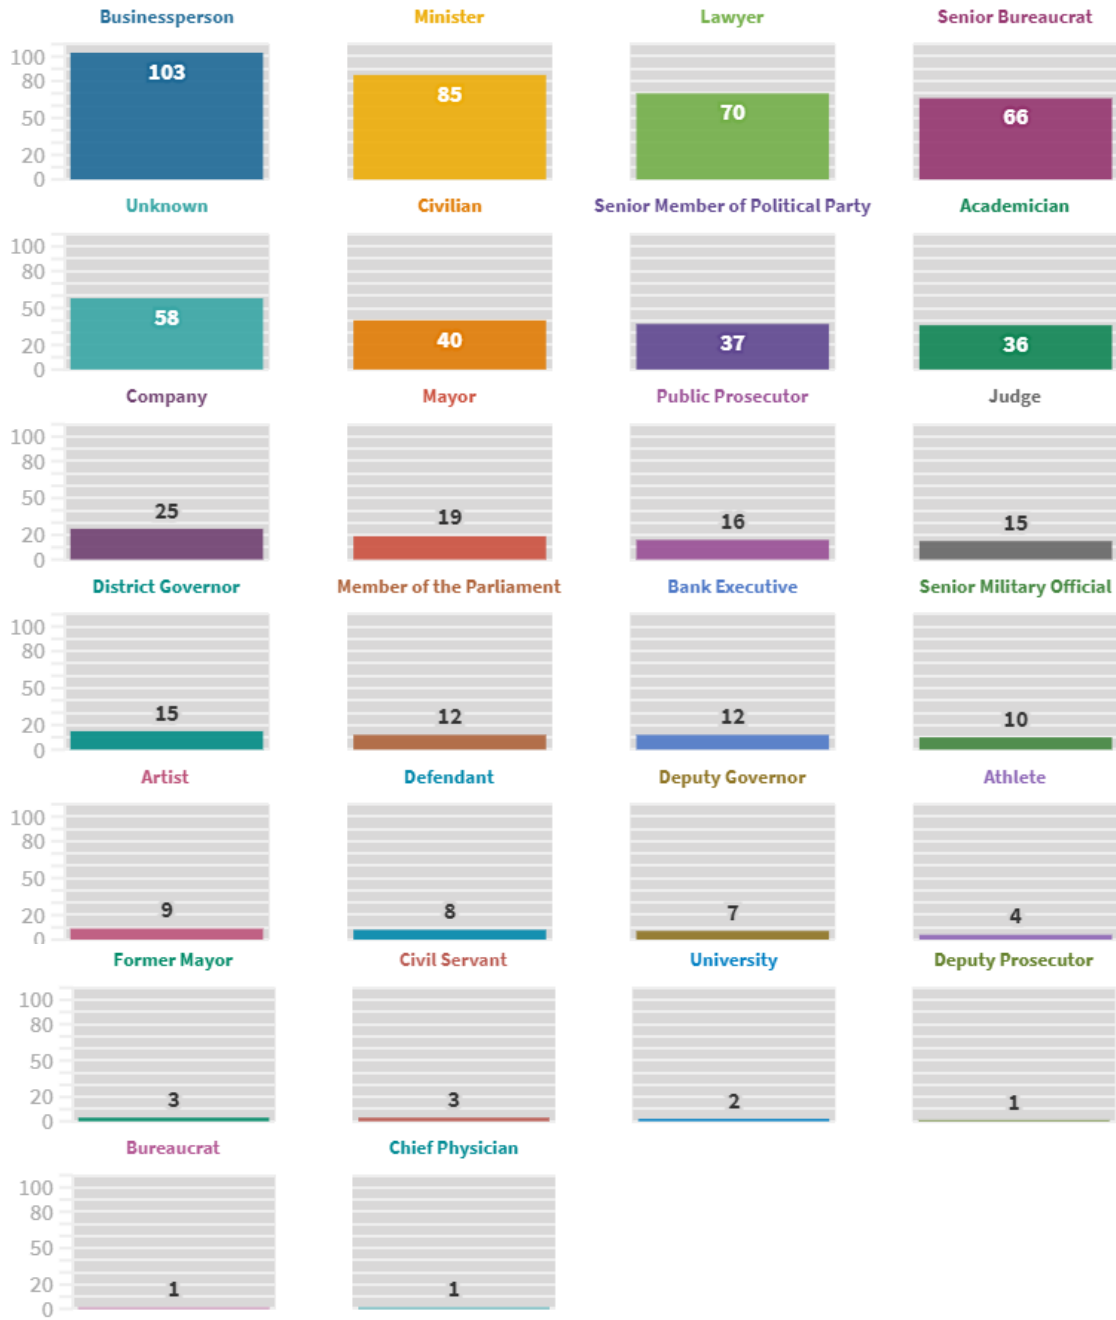 Businessperson Minister Lawyer Senior Bureaucrat
100
80
50
20
0
103 85 70 66
Unknown Civilian Senior Member of Political Party Academician
100
80
50
20
0
58 40 37 36
Company Mayor Public Prosecutor Judge
100
80
50
20
0
25 19 16 15
District Governor Member of the Parliament Bank Executive Senior Military Official
100
80
50
20
0
15 12 12 10
Artist Defendant Deputy Governor Athlete
100
80
50
20
0
9 8 7 4
Former Mayor Civil Servant University Deputy Prosecutor
100
80
50
20
0
3 3 2 1
Bureaucrat Chief Physician
100
80
50
20
0
1 1